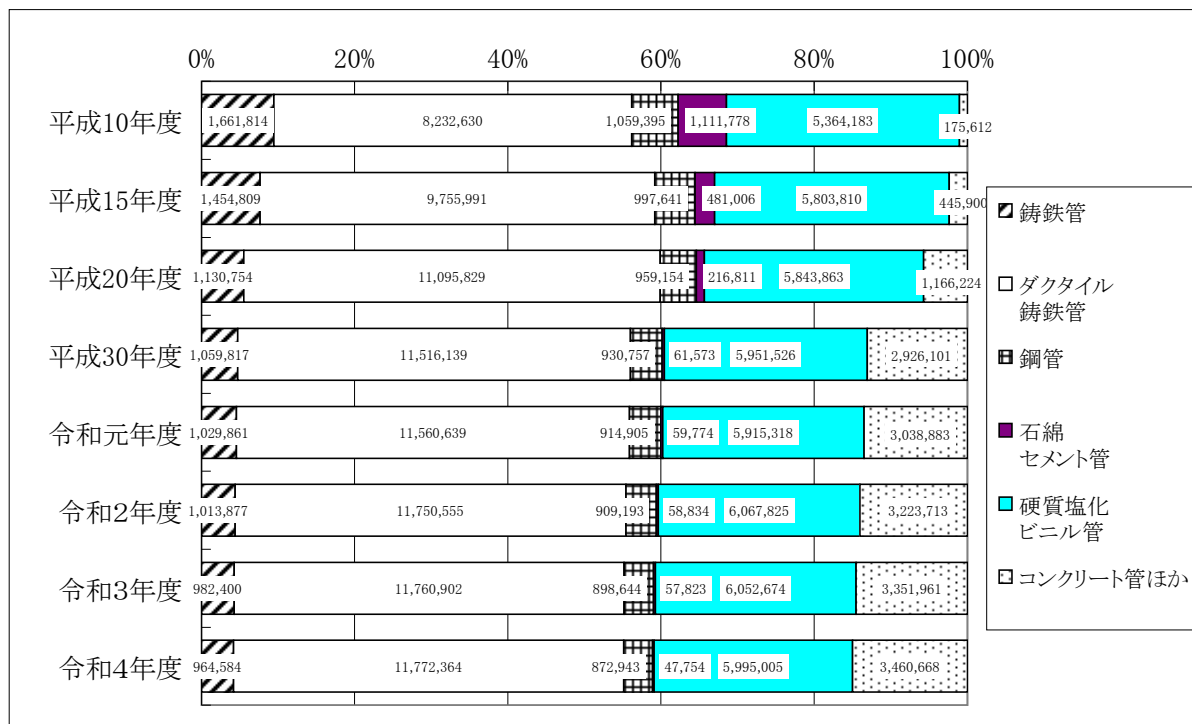 0% 20% 40% 60% 80% 100%
平成10年度 1,661,814 8,232,630 1,059,395 1,111,778 5,364,183 175,612
平成15年度 1,454,809 9,755,991 997,641 481,006 5,803,810 445,900
平成20年度 1,130,754 11,095,829 959,154 216,811 5,843,863 1,166,224
平成30年度 1,059,817 11,516,139 930,757 61,573 5,951,526 2,926,101
令和元年度 1,029,861 11,560,639 914,905 59,774 5,915,318 3,038,883
令和2年度 1,013,877 11,750,555 909,193 58,834 6,067,825 3,223,713
令和3年度 982,400 11,760,902 898,644 57,823 6,052,674 3,351,961
令和4年度 964,584 11,772,364 872,943 47,754 5,995,005 3,460,668
鋳鉄管
ダクタイル
鋳鉄管
鋼管
石綿
セメント管
硬質塩化
ビニル管
コンクリート管ほか